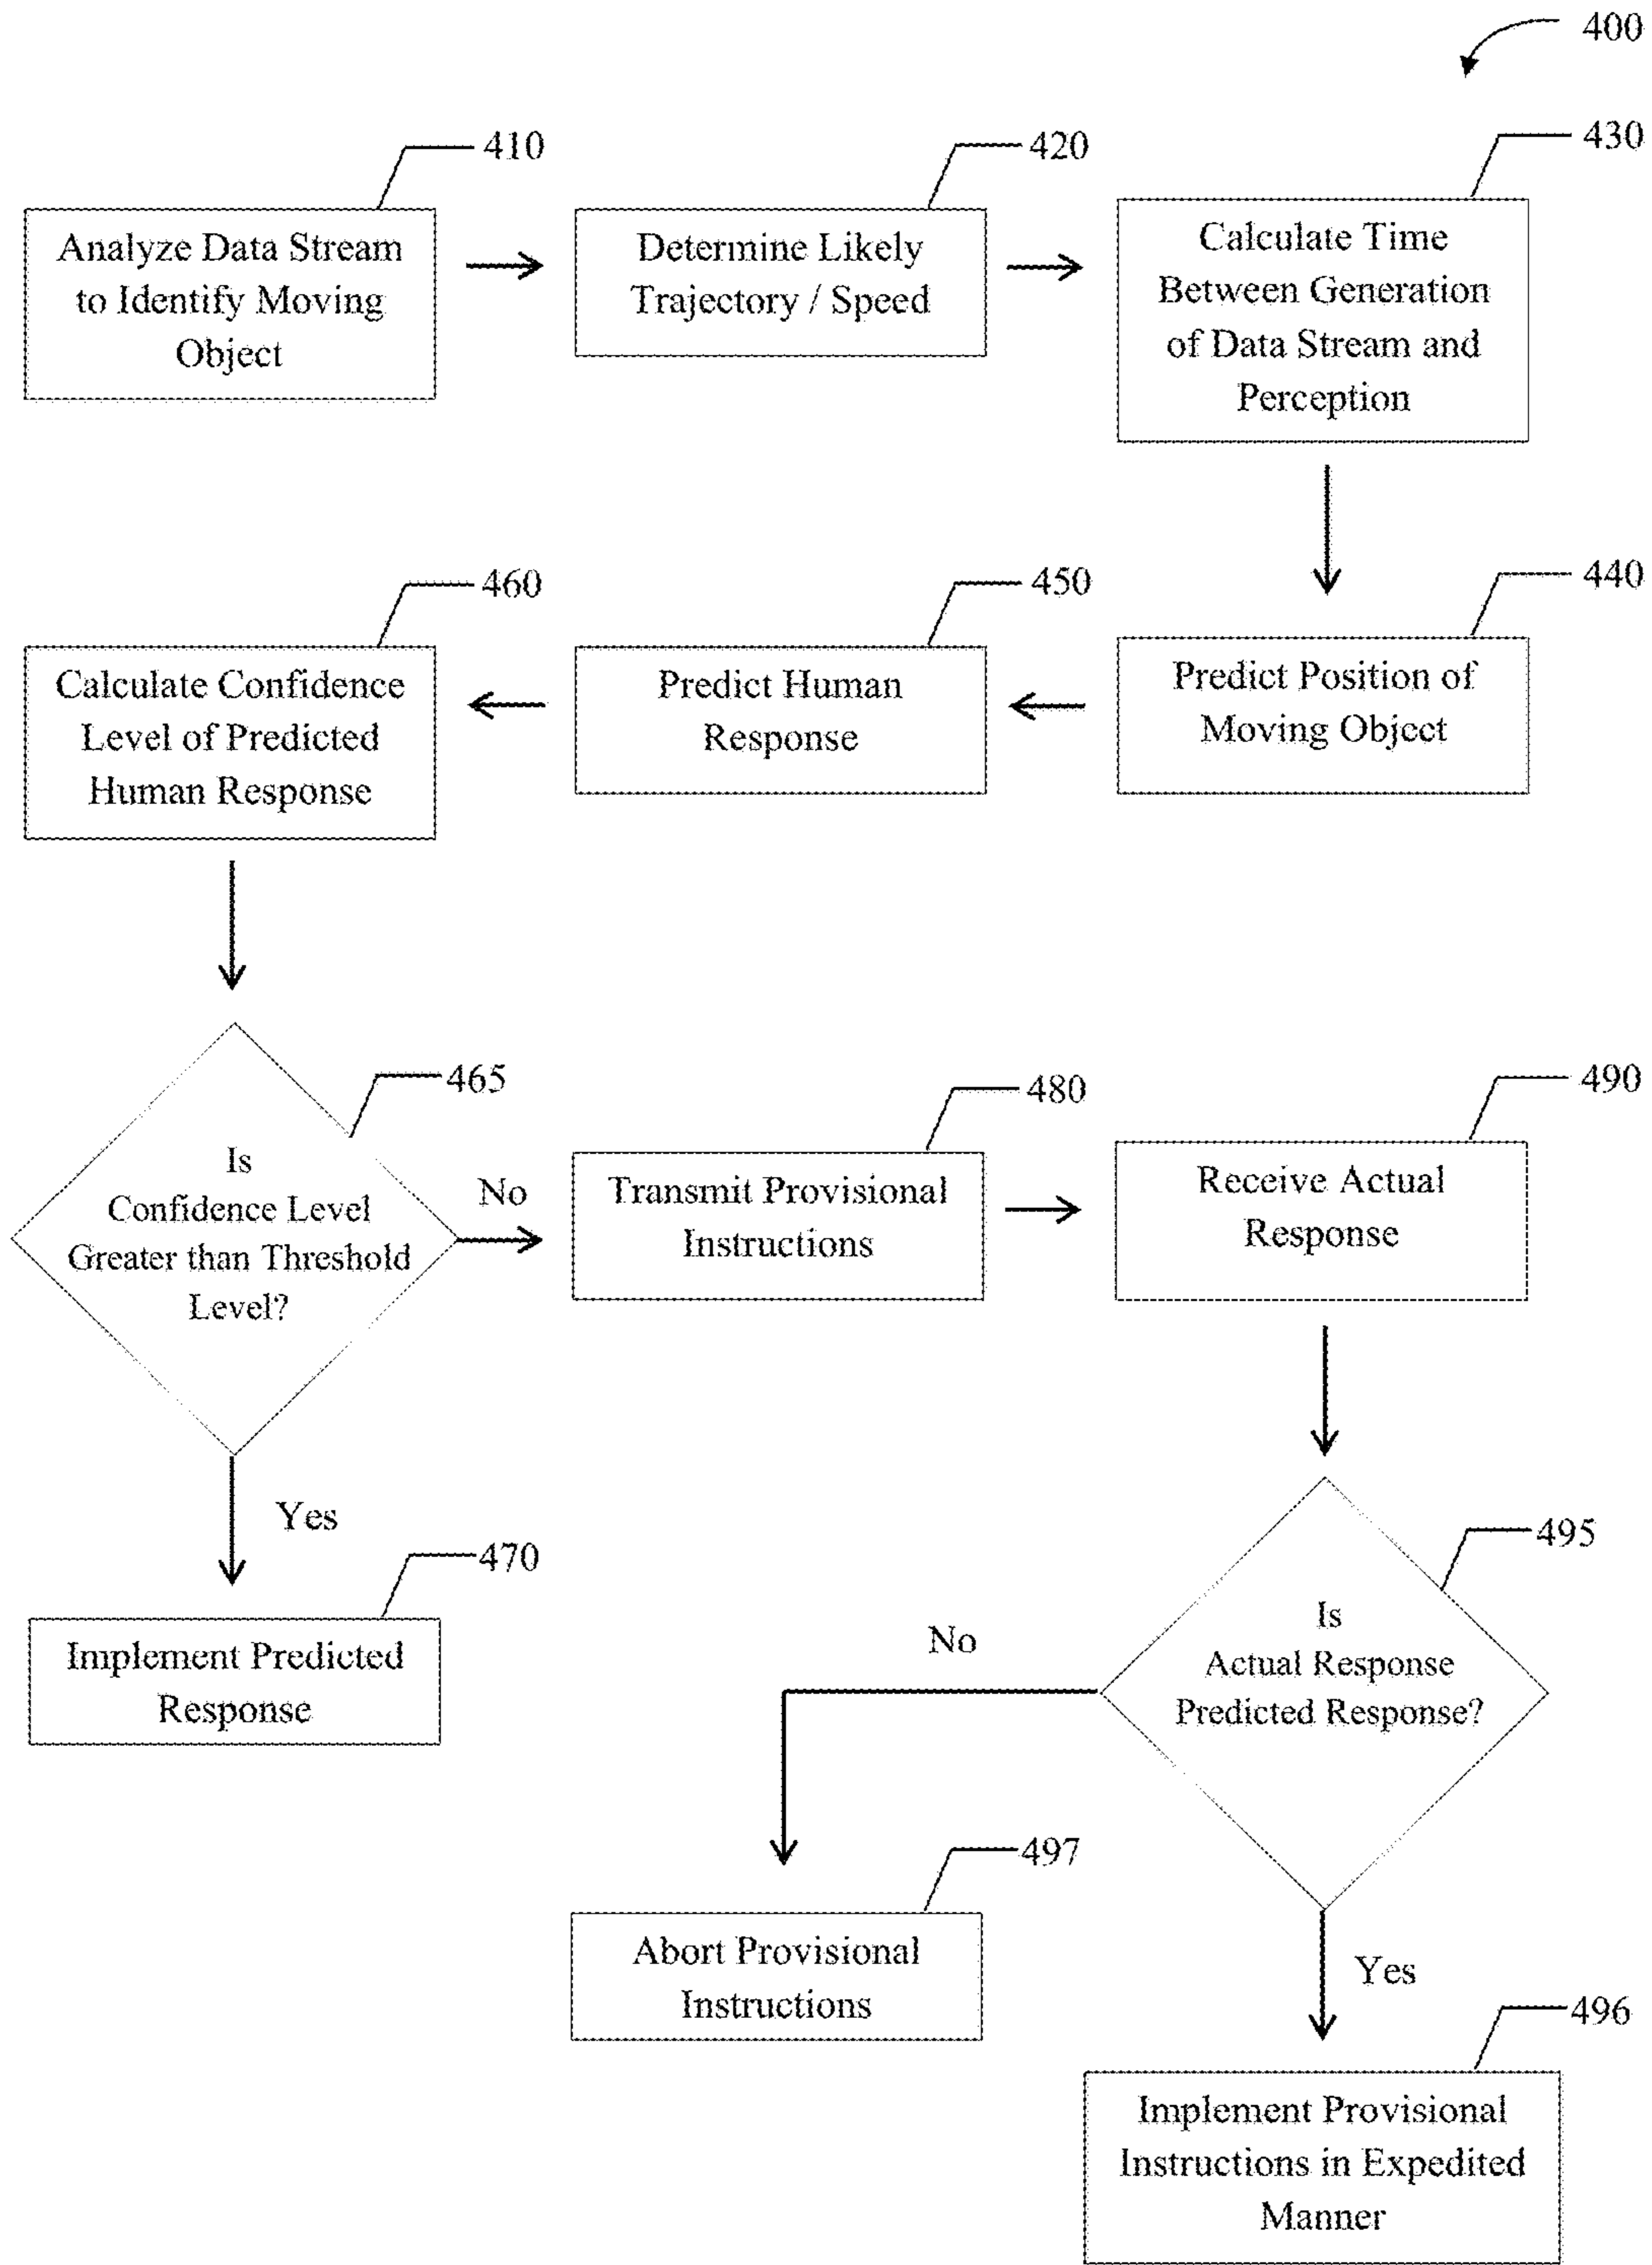 400
410
Analyze Data Stream
to Identify Moving
Object
420
Determine Likely
Trajectory / Speed
430
Calculate Time
Between Generation
of Data Stream and
Perception
440
Predict Position of
Moving Object
450
Predict Human
Response
460
Calculate Confidence
Level of Predicted
Human Response
465
Is
Confidence Level
Greater than Threshold
Level?
No
Yes
470
Implement Predicted
Response
480
Transmit Provisional
Instructions
490
Receive Actual
Response
495
Is
Actual Response
Predicted Response?
No
497
Abort Provisional
Instructions
Yes
496
Implement Provisional
Instructions in Expedited
Manner